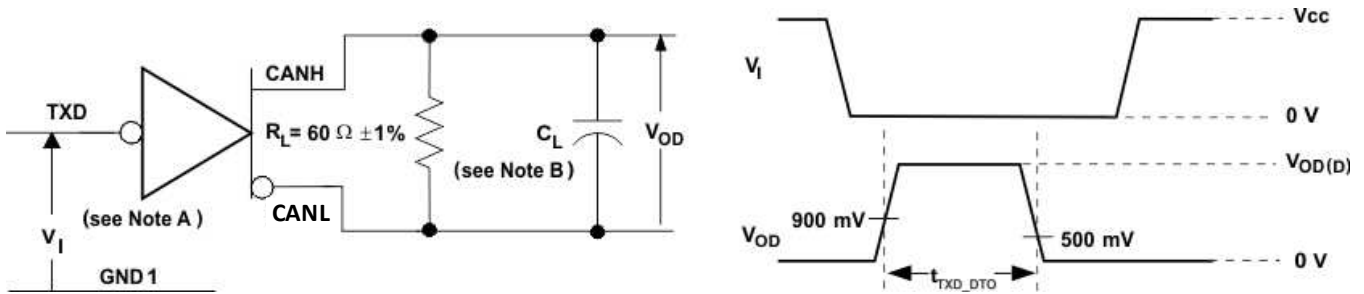 CANH
TXD
R_L = 60 Ω ±1%
C_L
V_OD
(see Note B)
(see Note A)
CANL
V_I
GND 1
Vcc
V_I
0 V
V_OD(D)
900 mV
V_OD
500 mV
0 V
t_TXD_DTO